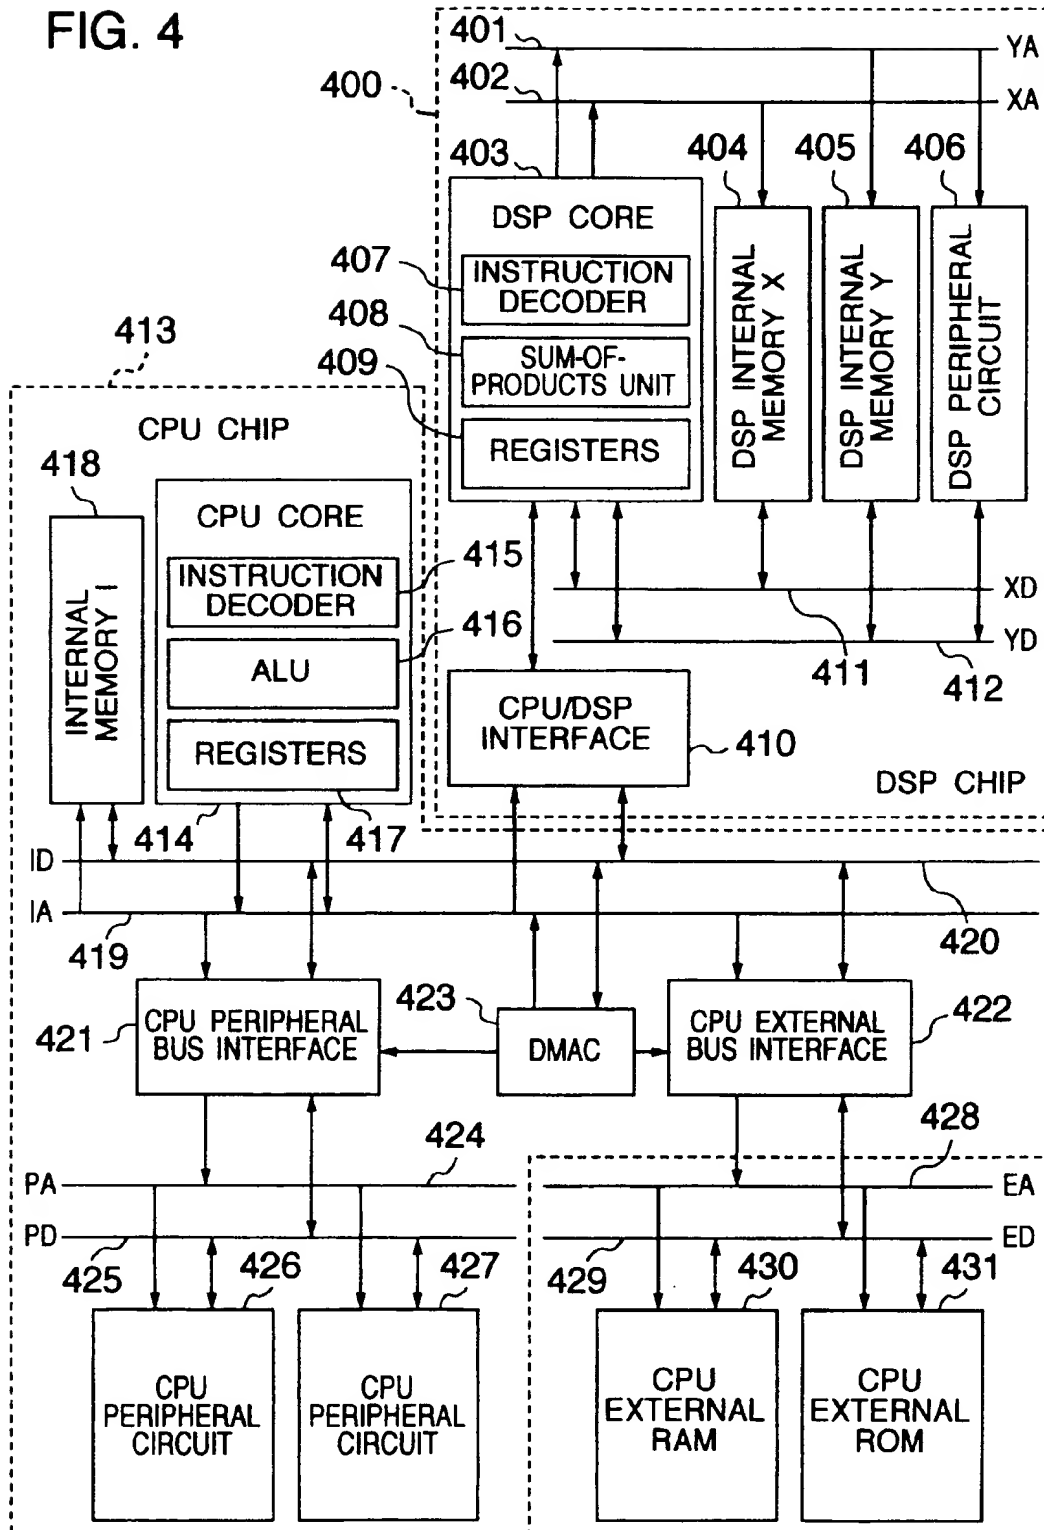 FIG. 4
401
YA
400
402
XA
403
404
405
406
DSP CORE
407
INSTRUCTION
DECODER
408
SUM-OF-
PRODUCTS UNIT
409
REGISTERS
DSP INTERNAL
MEMORY X
DSP INTERNAL
MEMORY Y
DSP PERIPHERAL
CIRCUIT
413
CPU CHIP
418
INTERNAL
MEMORY I
CPU CORE
INSTRUCTION
DECODER
415
ALU
416
REGISTERS
414
417
XD
411
YD
412
CPU/DSP
INTERFACE
410
DSP CHIP
ID
IA
419
420
421
CPU PERIPHERAL
BUS INTERFACE
423
DMAC
CPU EXTERNAL
BUS INTERFACE
422
424
428
PA
EA
PD
ED
425
426
427
429
430
431
CPU
PERIPHERAL
CIRCUIT
CPU
PERIPHERAL
CIRCUIT
CPU
EXTERNAL
RAM
CPU
EXTERNAL
ROM